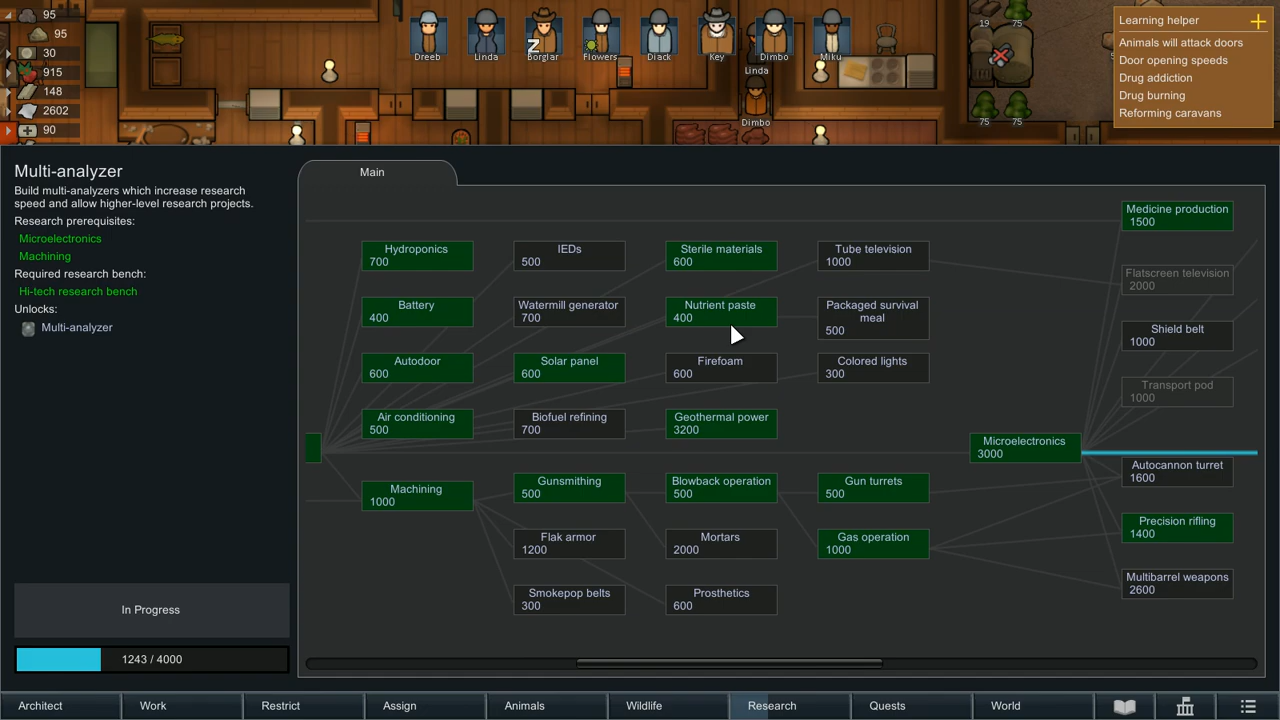 95
95
30
915
148
2602
90
Dreeb
Linda
Z
Borglar
Flowers
Diack
Key
Dimbo
Miku
Linda
Dimbo
19
75
75
75
Learning helper
Animals will attack doors
Door opening speeds
Drug addiction
Drug burning
Reforming caravans
Multi-analyzer
Build multi-analyzers which increase research
speed and allow higher-level research projects.
Research prerequisites:
Microelectronics
Machining
Required research bench:
Hi-tech research bench
Unlocks:
Multi-analyzer
In Progress
1243 / 4000
Main
Hydroponics
700
IEDs
500
Sterile materials
600
Tube television
1000
Medicine production
1500
Battery
400
Watermill generator
700
Nutrient paste
400
Packaged survival
meal
500
Flatscreen television
2000
Shield belt
1000
Autodoor
600
Solar panel
600
Firefoam
600
Colored lights
300
Transport pod
1000
Air conditioning
500
Biofuel refining
700
Geothermal power
3200
Microelectronics
3000
Autocannon turret
1600
Machining
1000
Gunsmithing
500
Blowback operation
500
Gun turrets
500
Precision rifling
1400
Flak armor
1200
Mortars
2000
Gas operation
1000
Multibarrel weapons
2600
Smokepop belts
300
Prosthetics
600
Architect
Work
Restrict
Assign
Animals
Wildlife
Research
Quests
World